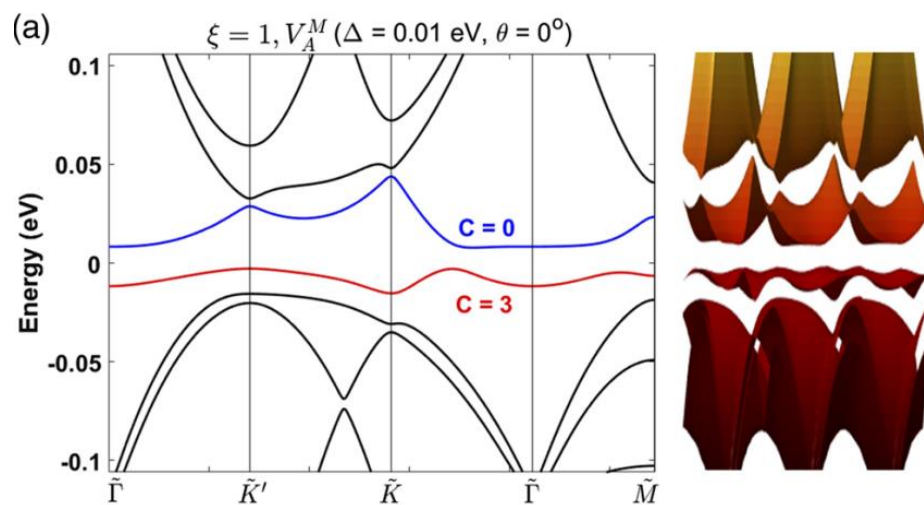 (a)
ξ = 1, V_A^M (Δ = 0.01 eV, θ = 0°)
Energy (eV)
0.1
0.05
0
-0.05
-0.1
C = 0
C = 3
Γ̃ K̃′ K̃ Γ̃ M̃